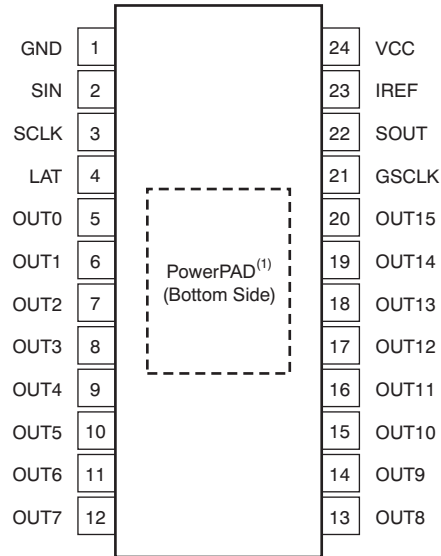 GND 1 24 VCC
SIN 2 23 IREF
SCLK 3 22 SOUT
LAT 4 21 GSCLK
OUT0 5 20 OUT15
OUT1 6 19 OUT14
PowerPAD(1)
(Bottom Side)
OUT2 7 18 OUT13
OUT3 8 17 OUT12
OUT4 9 16 OUT11
OUT5 10 15 OUT10
OUT6 11 14 OUT9
OUT7 12 13 OUT8